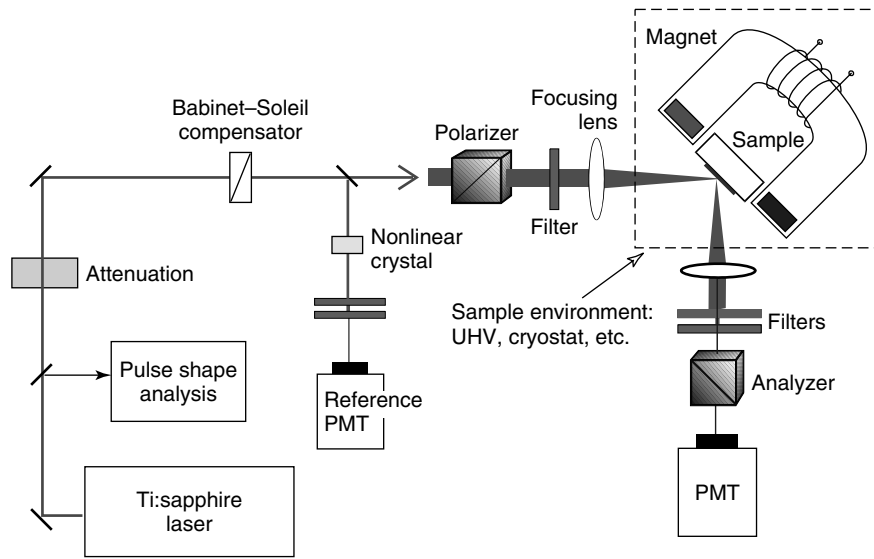 Magnet
Babinet–Soleil
compensator
Focusing
lens
Polarizer
Sample
Filter
Nonlinear
crystal
Attenuation
Sample environment:
UHV, cryostat, etc.
Filters
Pulse shape
analysis
Reference
PMT
Analyzer
Ti:sapphire
laser
PMT